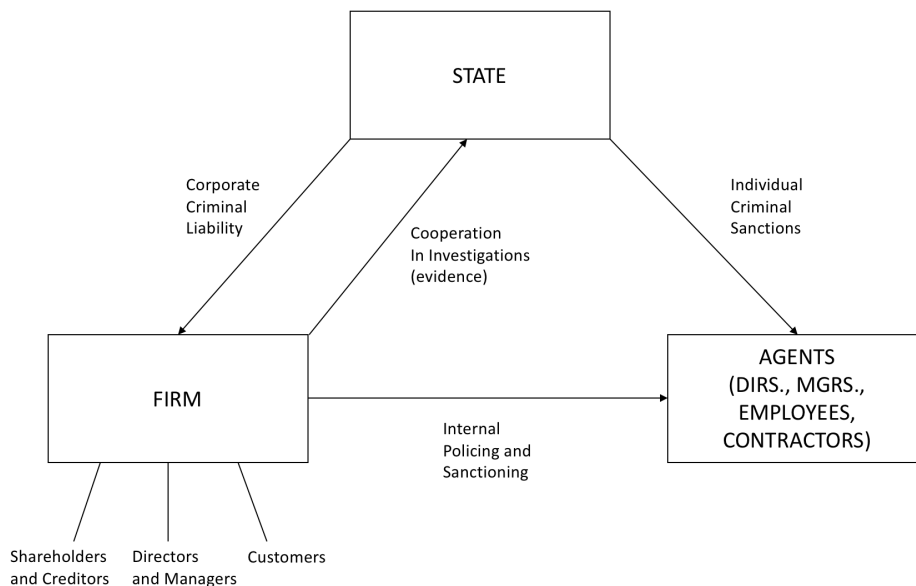 STATE
Corporate
Criminal
Liability
Individual
Criminal
Sanctions
Cooperation
In Investigations
(evidence)
FIRM
AGENTS
(DIRS., MGRS.,
EMPLOYEES,
CONTRACTORS)
Internal
Policing and
Sanctioning
Shareholders
and Creditors
Directors
and Managers
Customers